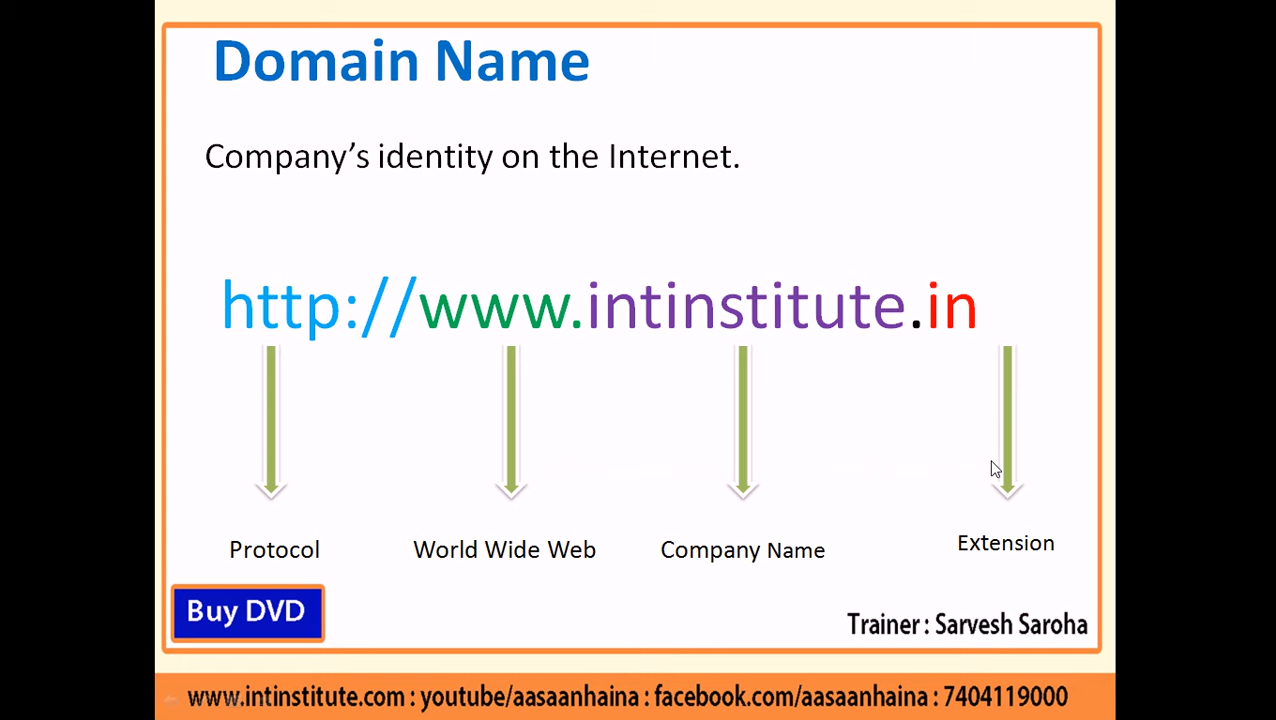 Domain Name
Company’s identity on the Internet.
http://www.intinstitute.in
Protocol World Wide Web Company Name Extension
Buy DVD
Trainer : Sarvesh Saroha
www.intinstitute.com : youtube/aasaanhaina : facebook.com/aasaanhaina : 7404119000